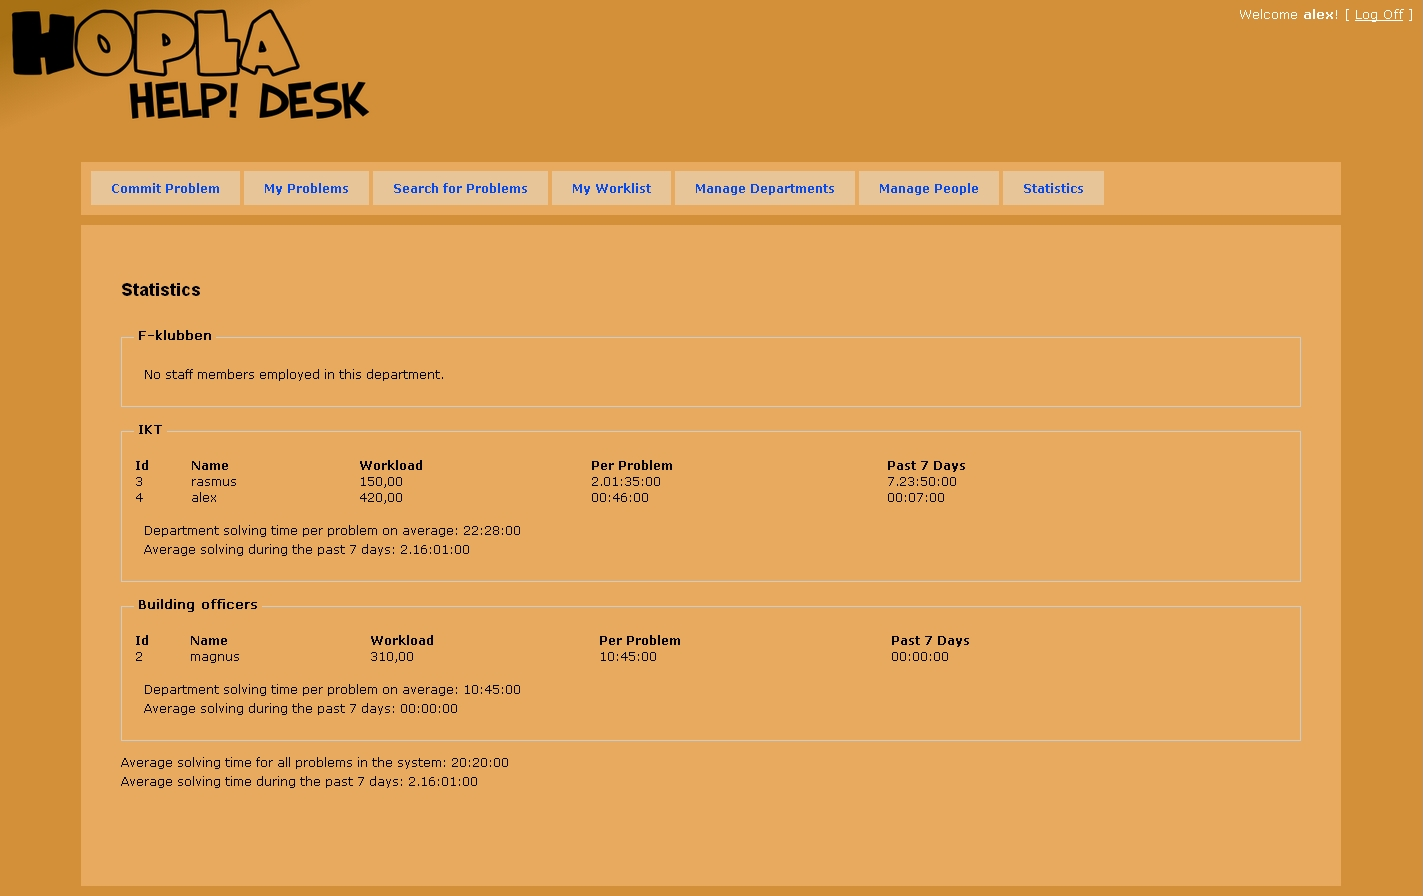 HOPLA
HELP! DESK
Welcome alex! [ Log Off ]
Commit Problem My Problems Search for Problems My Worklist Manage Departments Manage People Statistics
Statistics
F-klubben
No staff members employed in this department.
IKT
Id Name Workload Per Problem Past 7 Days
3 rasmus 150,00 2.01:35:00 7.23:50:00
4 alex 420,00 00:46:00 00:07:00
Department solving time per problem on average: 22:28:00
Average solving during the past 7 days: 2.16:01:00
Building officers
Id Name Workload Per Problem Past 7 Days
2 magnus 310,00 10:45:00 00:00:00
Department solving time per problem on average: 10:45:00
Average solving during the past 7 days: 00:00:00
Average solving time for all problems in the system: 20:20:00
Average solving time during the past 7 days: 2.16:01:00